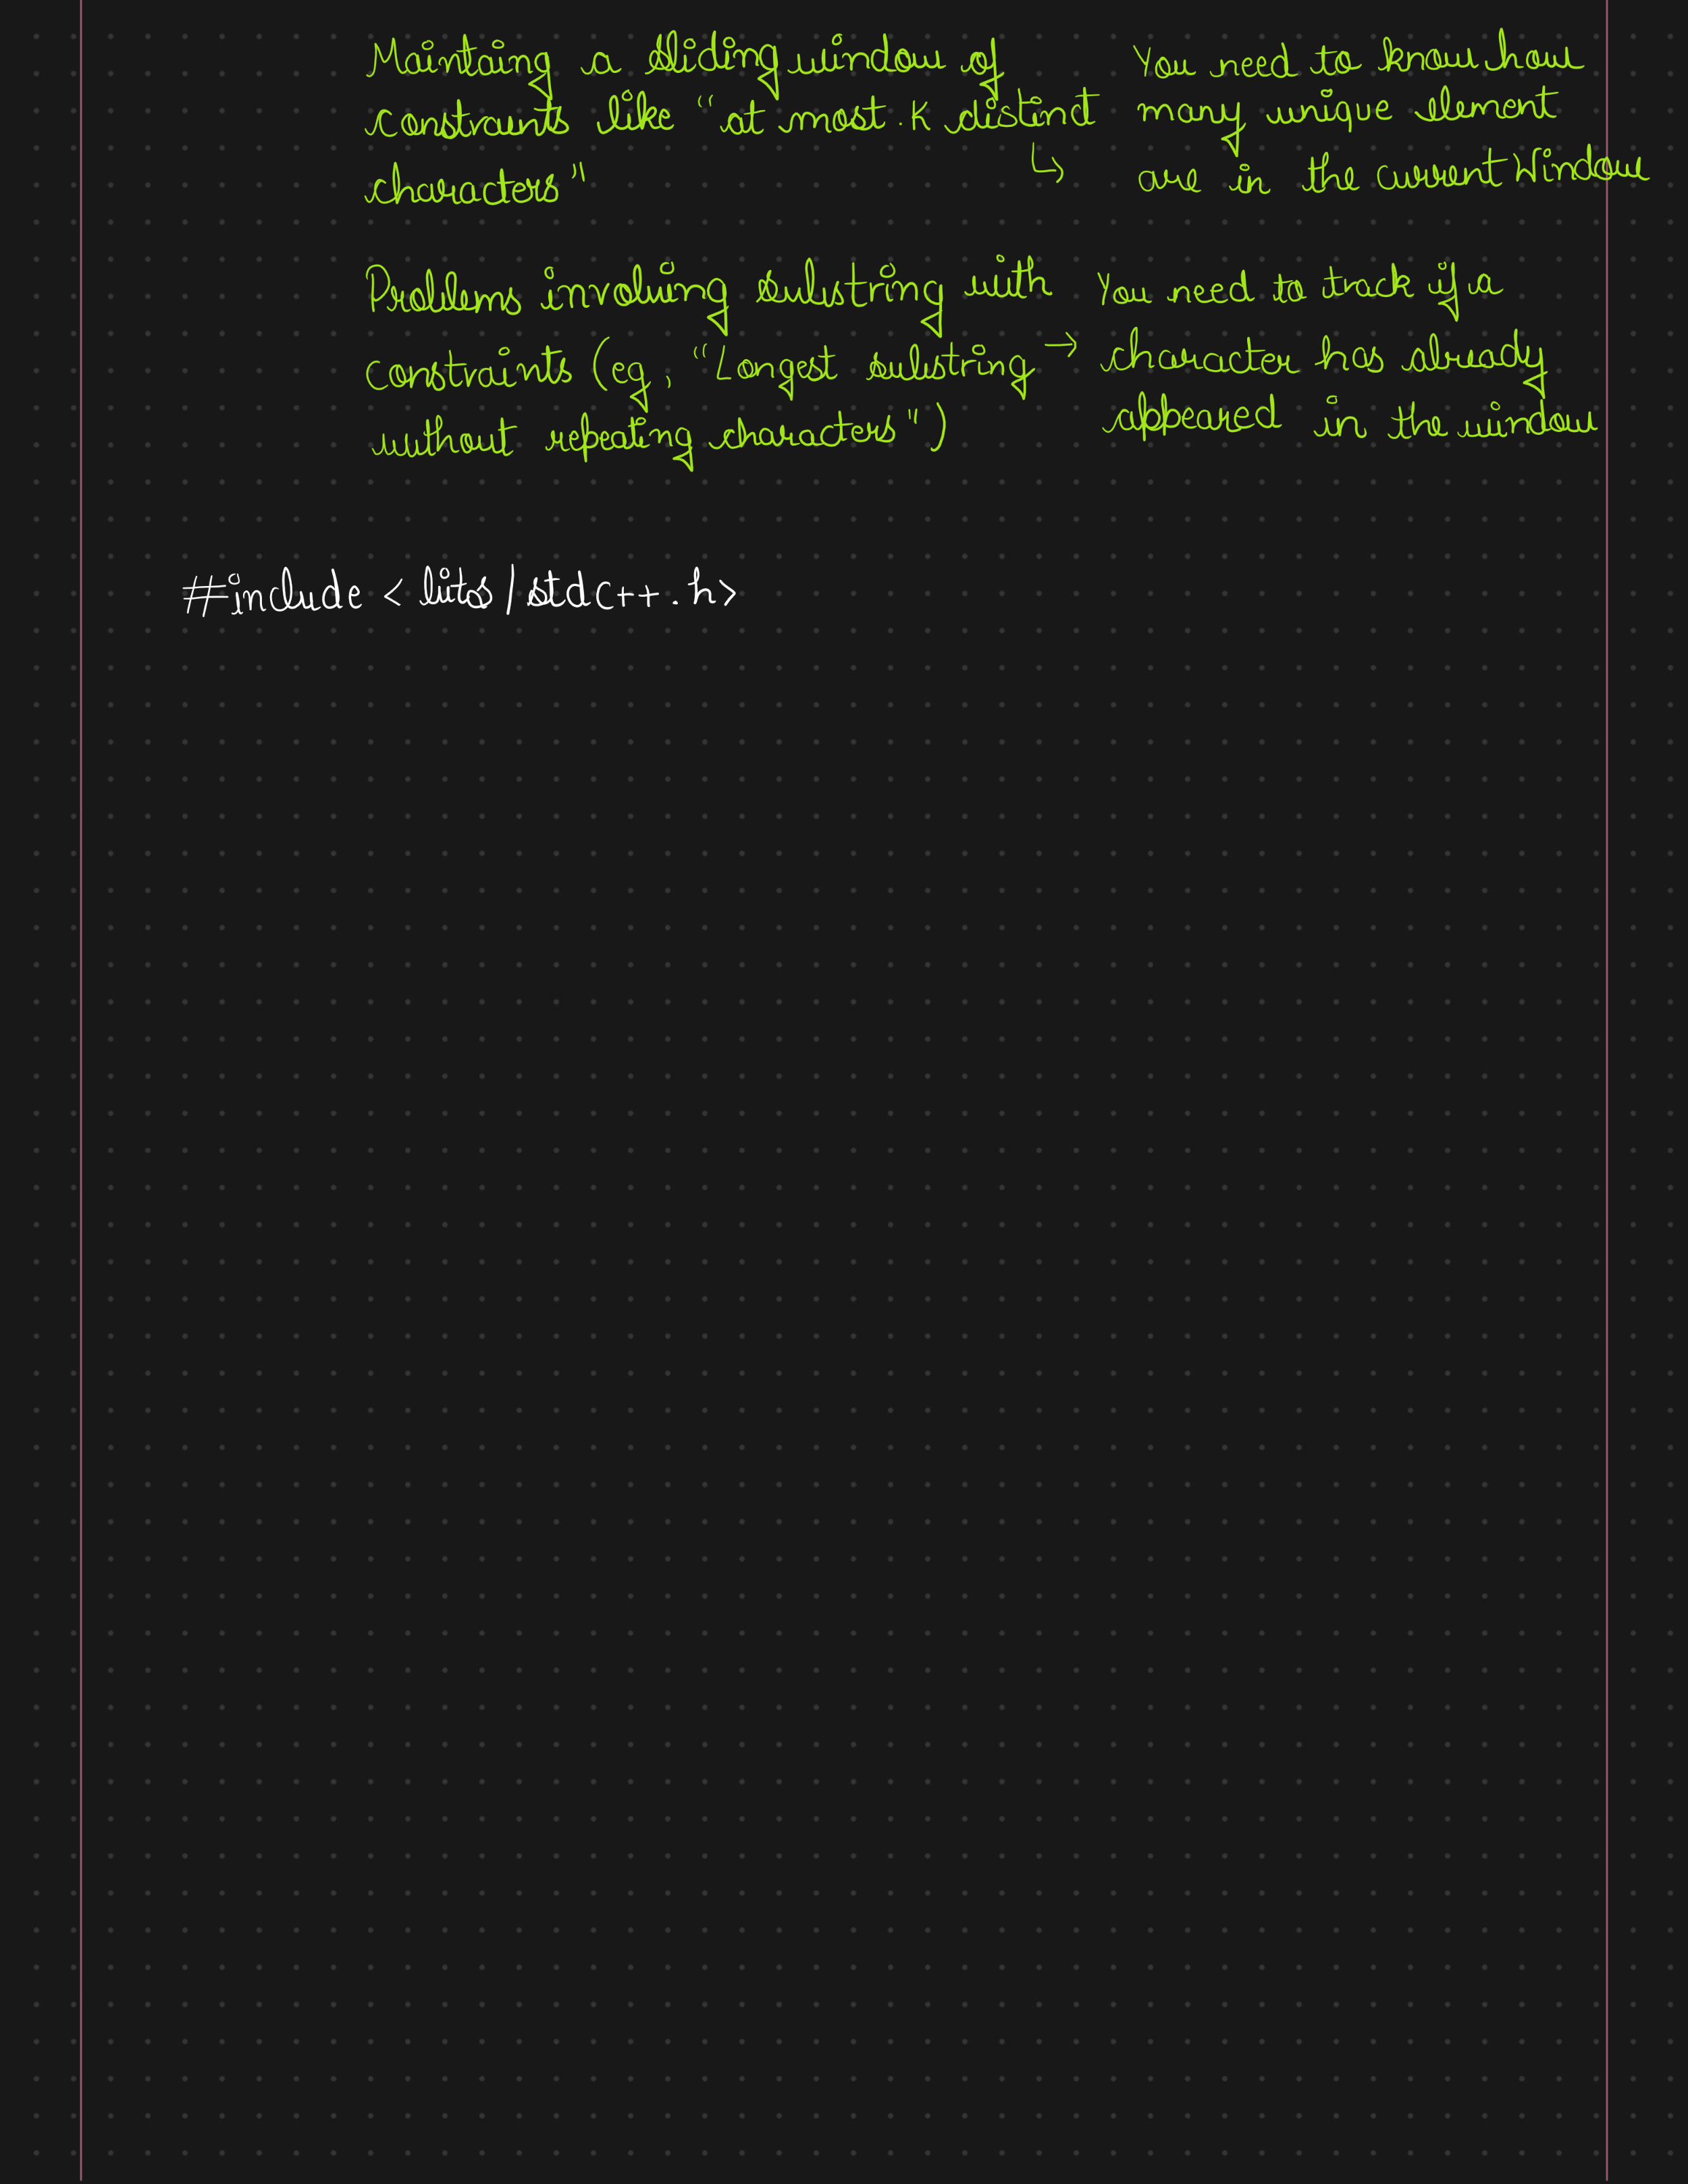 Maintaing a sliding window of
constraints like "at most K distinct
characters"
↳
You need to know how
many unique element
are in the current Window
Problems involving substring with
constraints (eg, "Longest substring →
without repeating characters")
You need to track if a
character has already
appeared in the window
#include <bits/stdc++.h>